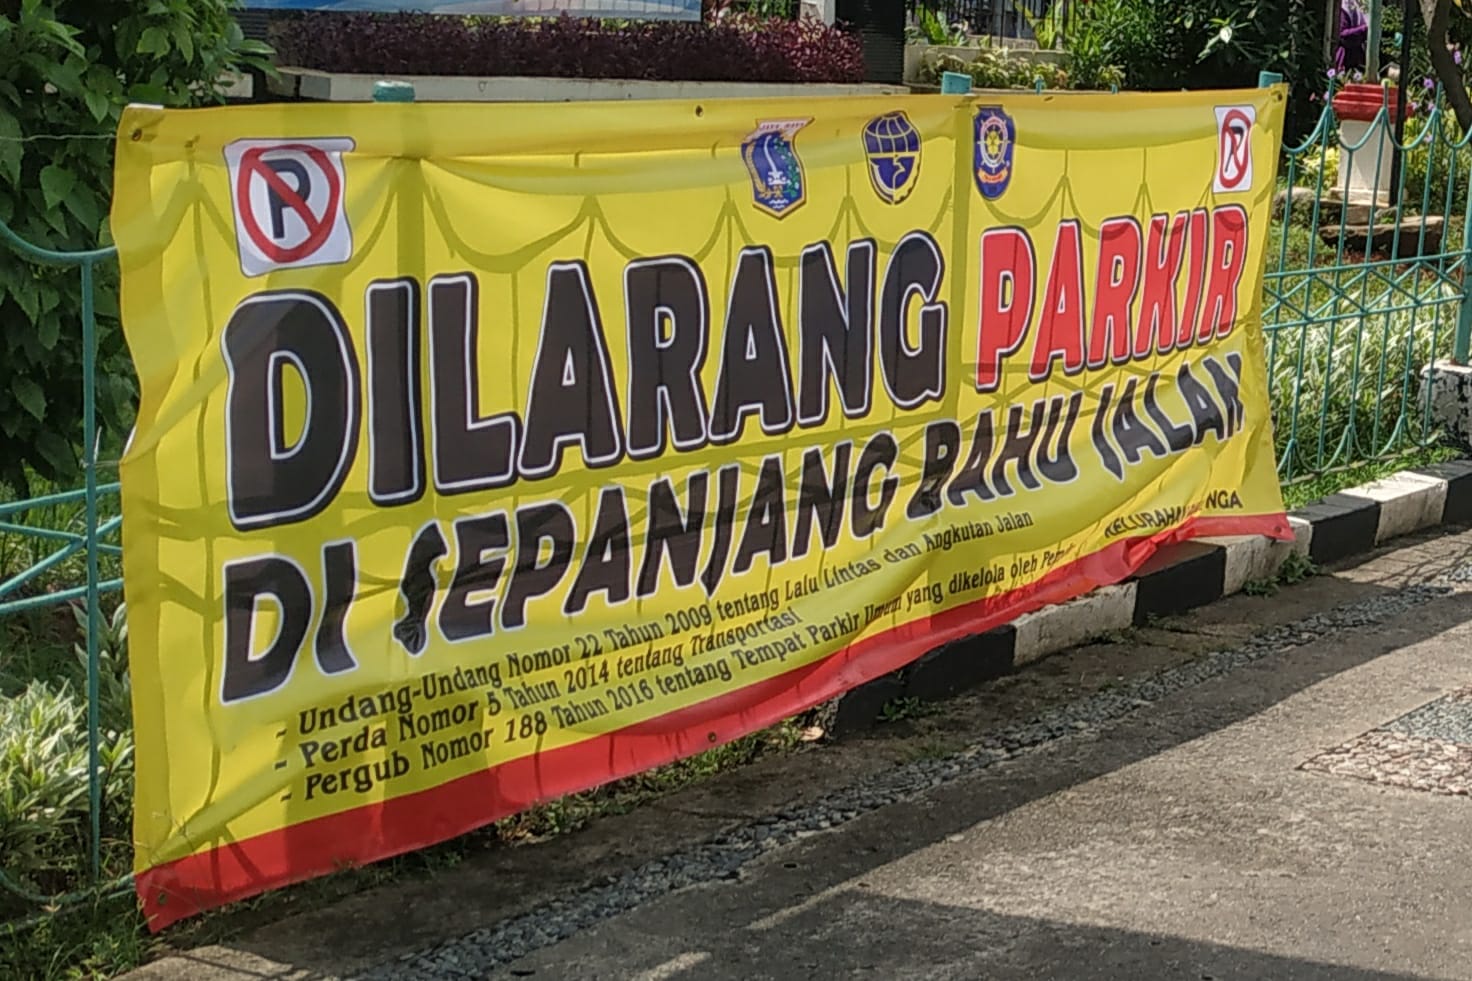 DILARANG PARKIR
DI SEPANJANG BAHU JALAN
- Undang-Undang Nomor 22 Tahun 2009 tentang Lalu Lintas dan Angkutan Jalan
- Perda Nomor 5 Tahun 2014 tentang Transportasi
- Pergub Nomor 188 Tahun 2016 tentang Tempat Parkir Umum yang dikelola oleh
KELURAHAN